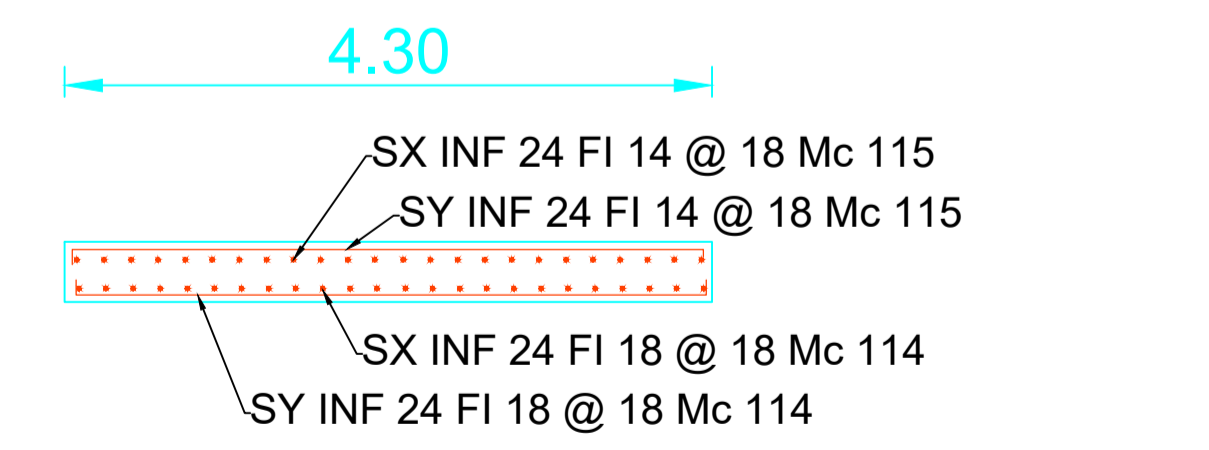 4.30
SX INF 24 FI 14 @ 18 Mc 115
SY INF 24 FI 14 @ 18 Mc 115
SX INF 24 FI 18 @ 18 Mc 114
SY INF 24 FI 18 @ 18 Mc 114